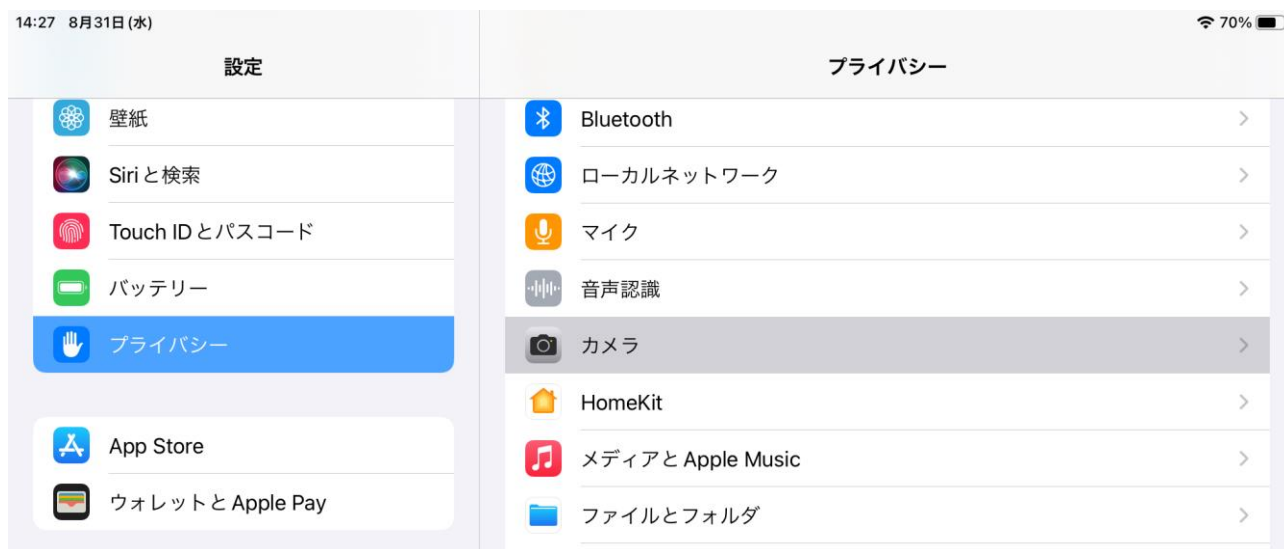 14:27 8月31日(水)
70%
設定
壁紙
Siriと検索
Touch IDとパスコード
バッテリー
プライバシー
App Store
ウォレットとApple Pay
プライバシー
Bluetooth
ローカルネットワーク
マイク
音声認識
カメラ
HomeKit
メディアとApple Music
ファイルとフォルダ